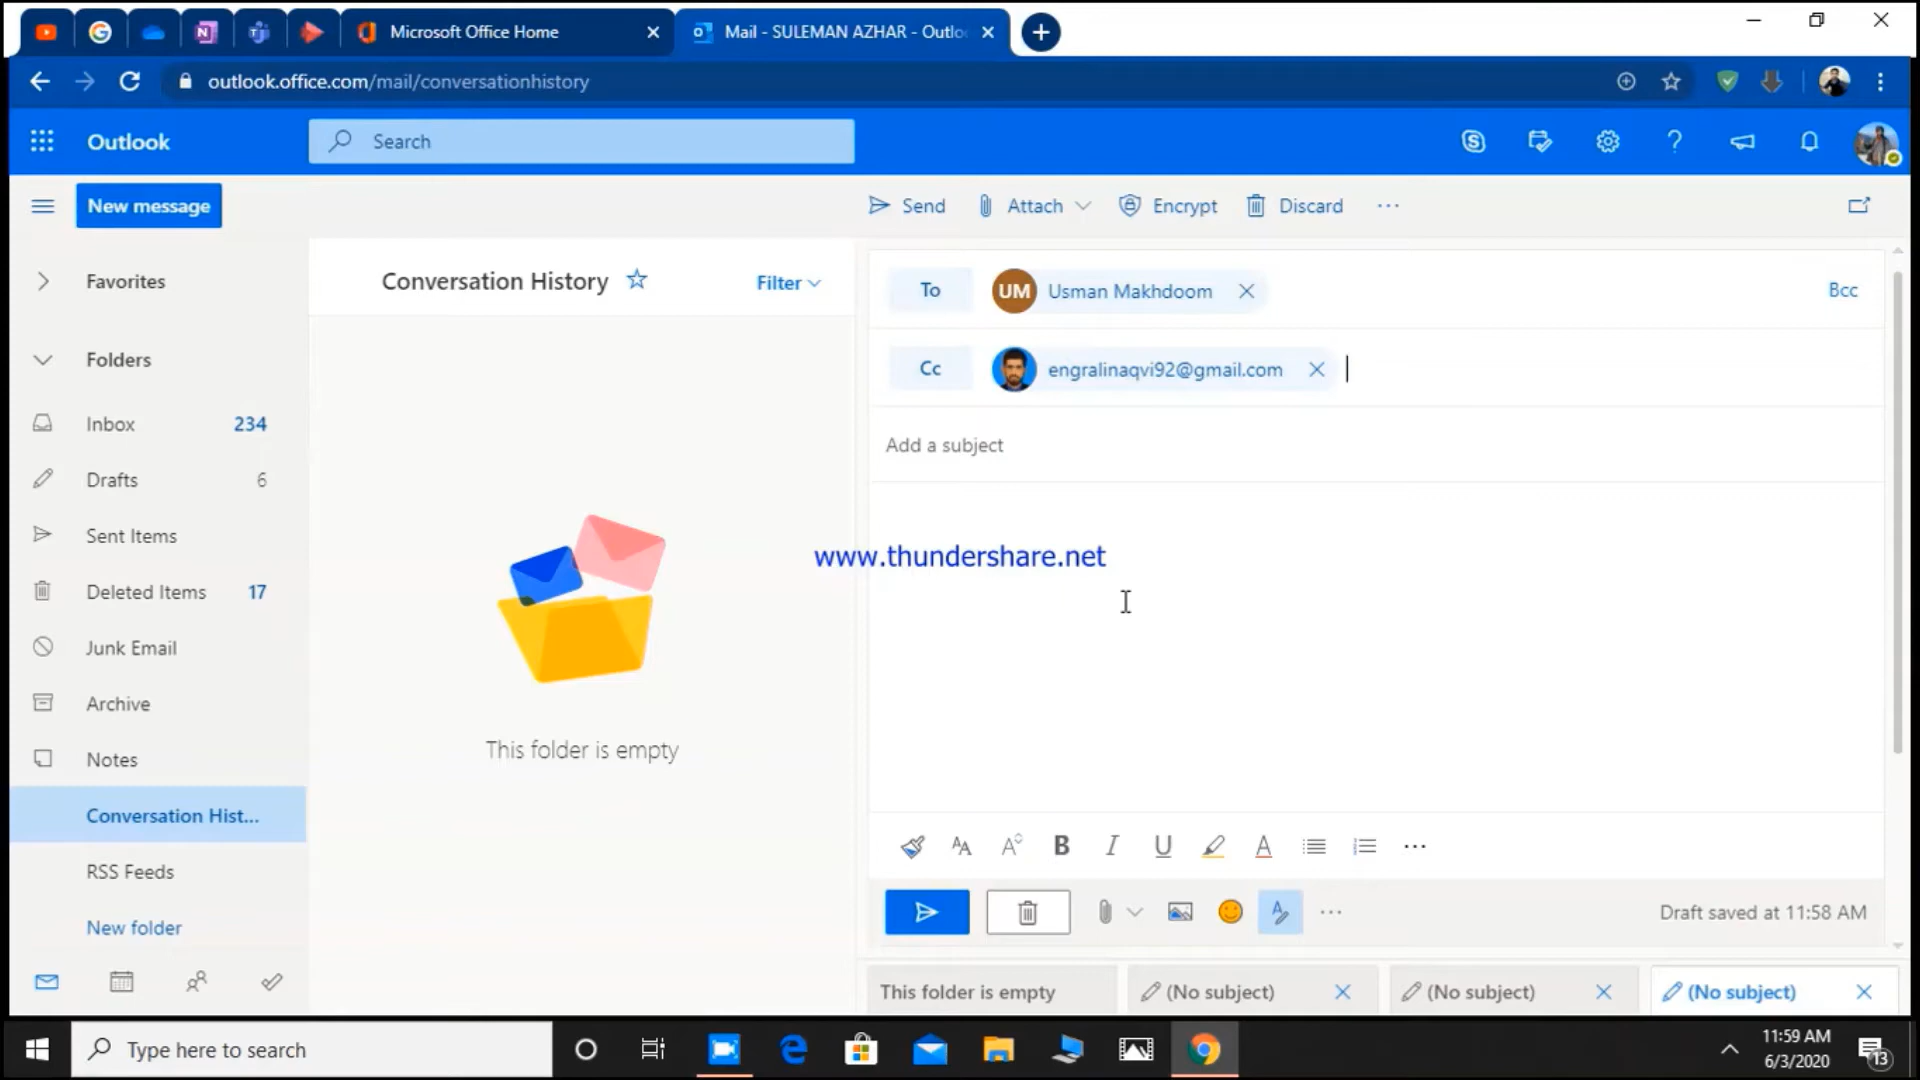 Microsoft Office Home
Mail - SULEMAN AZHAR - Outlo
outlook.office.com/mail/conversationhistory
Outlook
Search
New message
Send
Attach
Encrypt
Discard
Favorites
Conversation History
Filter
To
UM
Usman Makhdoom
Bcc
Folders
Cc
engralinaqvi92@gmail.com
Inbox 234
Add a subject
Drafts 6
Sent Items
www.thundershare.net
Deleted Items 17
Junk Email
Archive
This folder is empty
Notes
Conversation Hist...
RSS Feeds
New folder
Draft saved at 11:58 AM
This folder is empty
(No subject)
(No subject)
(No subject)
Type here to search
11:59 AM
6/3/2020
13